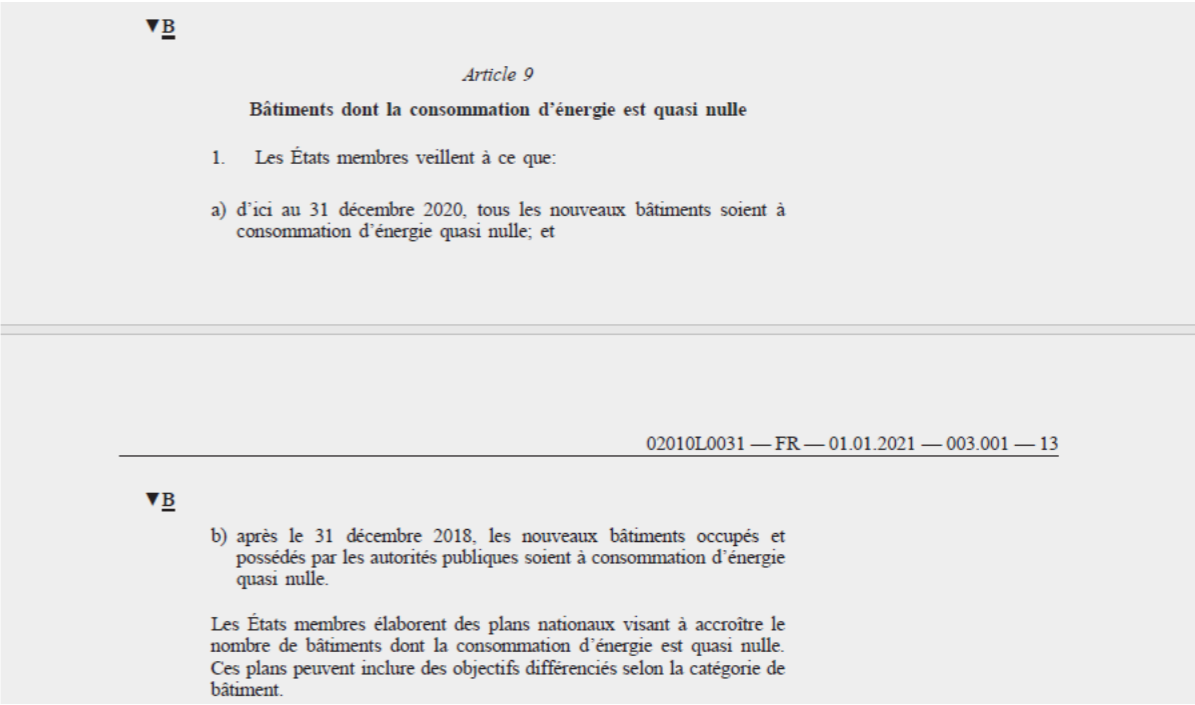 ▼B
Article 9
Bâtiments dont la consommation d’énergie est quasi nulle
1. Les États membres veillent à ce que:
a) d’ici au 31 décembre 2020, tous les nouveaux bâtiments soient à
consommation d’énergie quasi nulle; et
02010L0031 — FR — 01.01.2021 — 003.001 — 13
▼B
b) après le 31 décembre 2018, les nouveaux bâtiments occupés et
possédés par les autorités publiques soient à consommation d’énergie
quasi nulle.
Les États membres élaborent des plans nationaux visant à accroître le
nombre de bâtiments dont la consommation d’énergie est quasi nulle.
Ces plans peuvent inclure des objectifs différenciés selon la catégorie de
bâtiment.